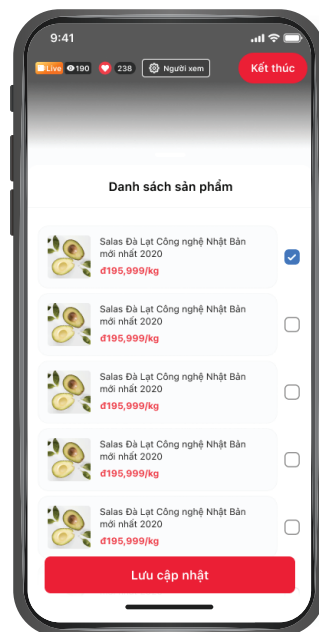 9:41
Live 190 238 Người xem Kết thúc
Danh sách sản phẩm
Salas Đà Lạt Công nghệ Nhật Bản
mới nhất 2020
đ195,999/kg
Salas Đà Lạt Công nghệ Nhật Bản
mới nhất 2020
đ195,999/kg
Salas Đà Lạt Công nghệ Nhật Bản
mới nhất 2020
đ195,999/kg
Salas Đà Lạt Công nghệ Nhật Bản
mới nhất 2020
đ195,999/kg
Salas Đà Lạt Công nghệ Nhật Bản
mới nhất 2020
đ195,999/kg
Lưu cập nhật